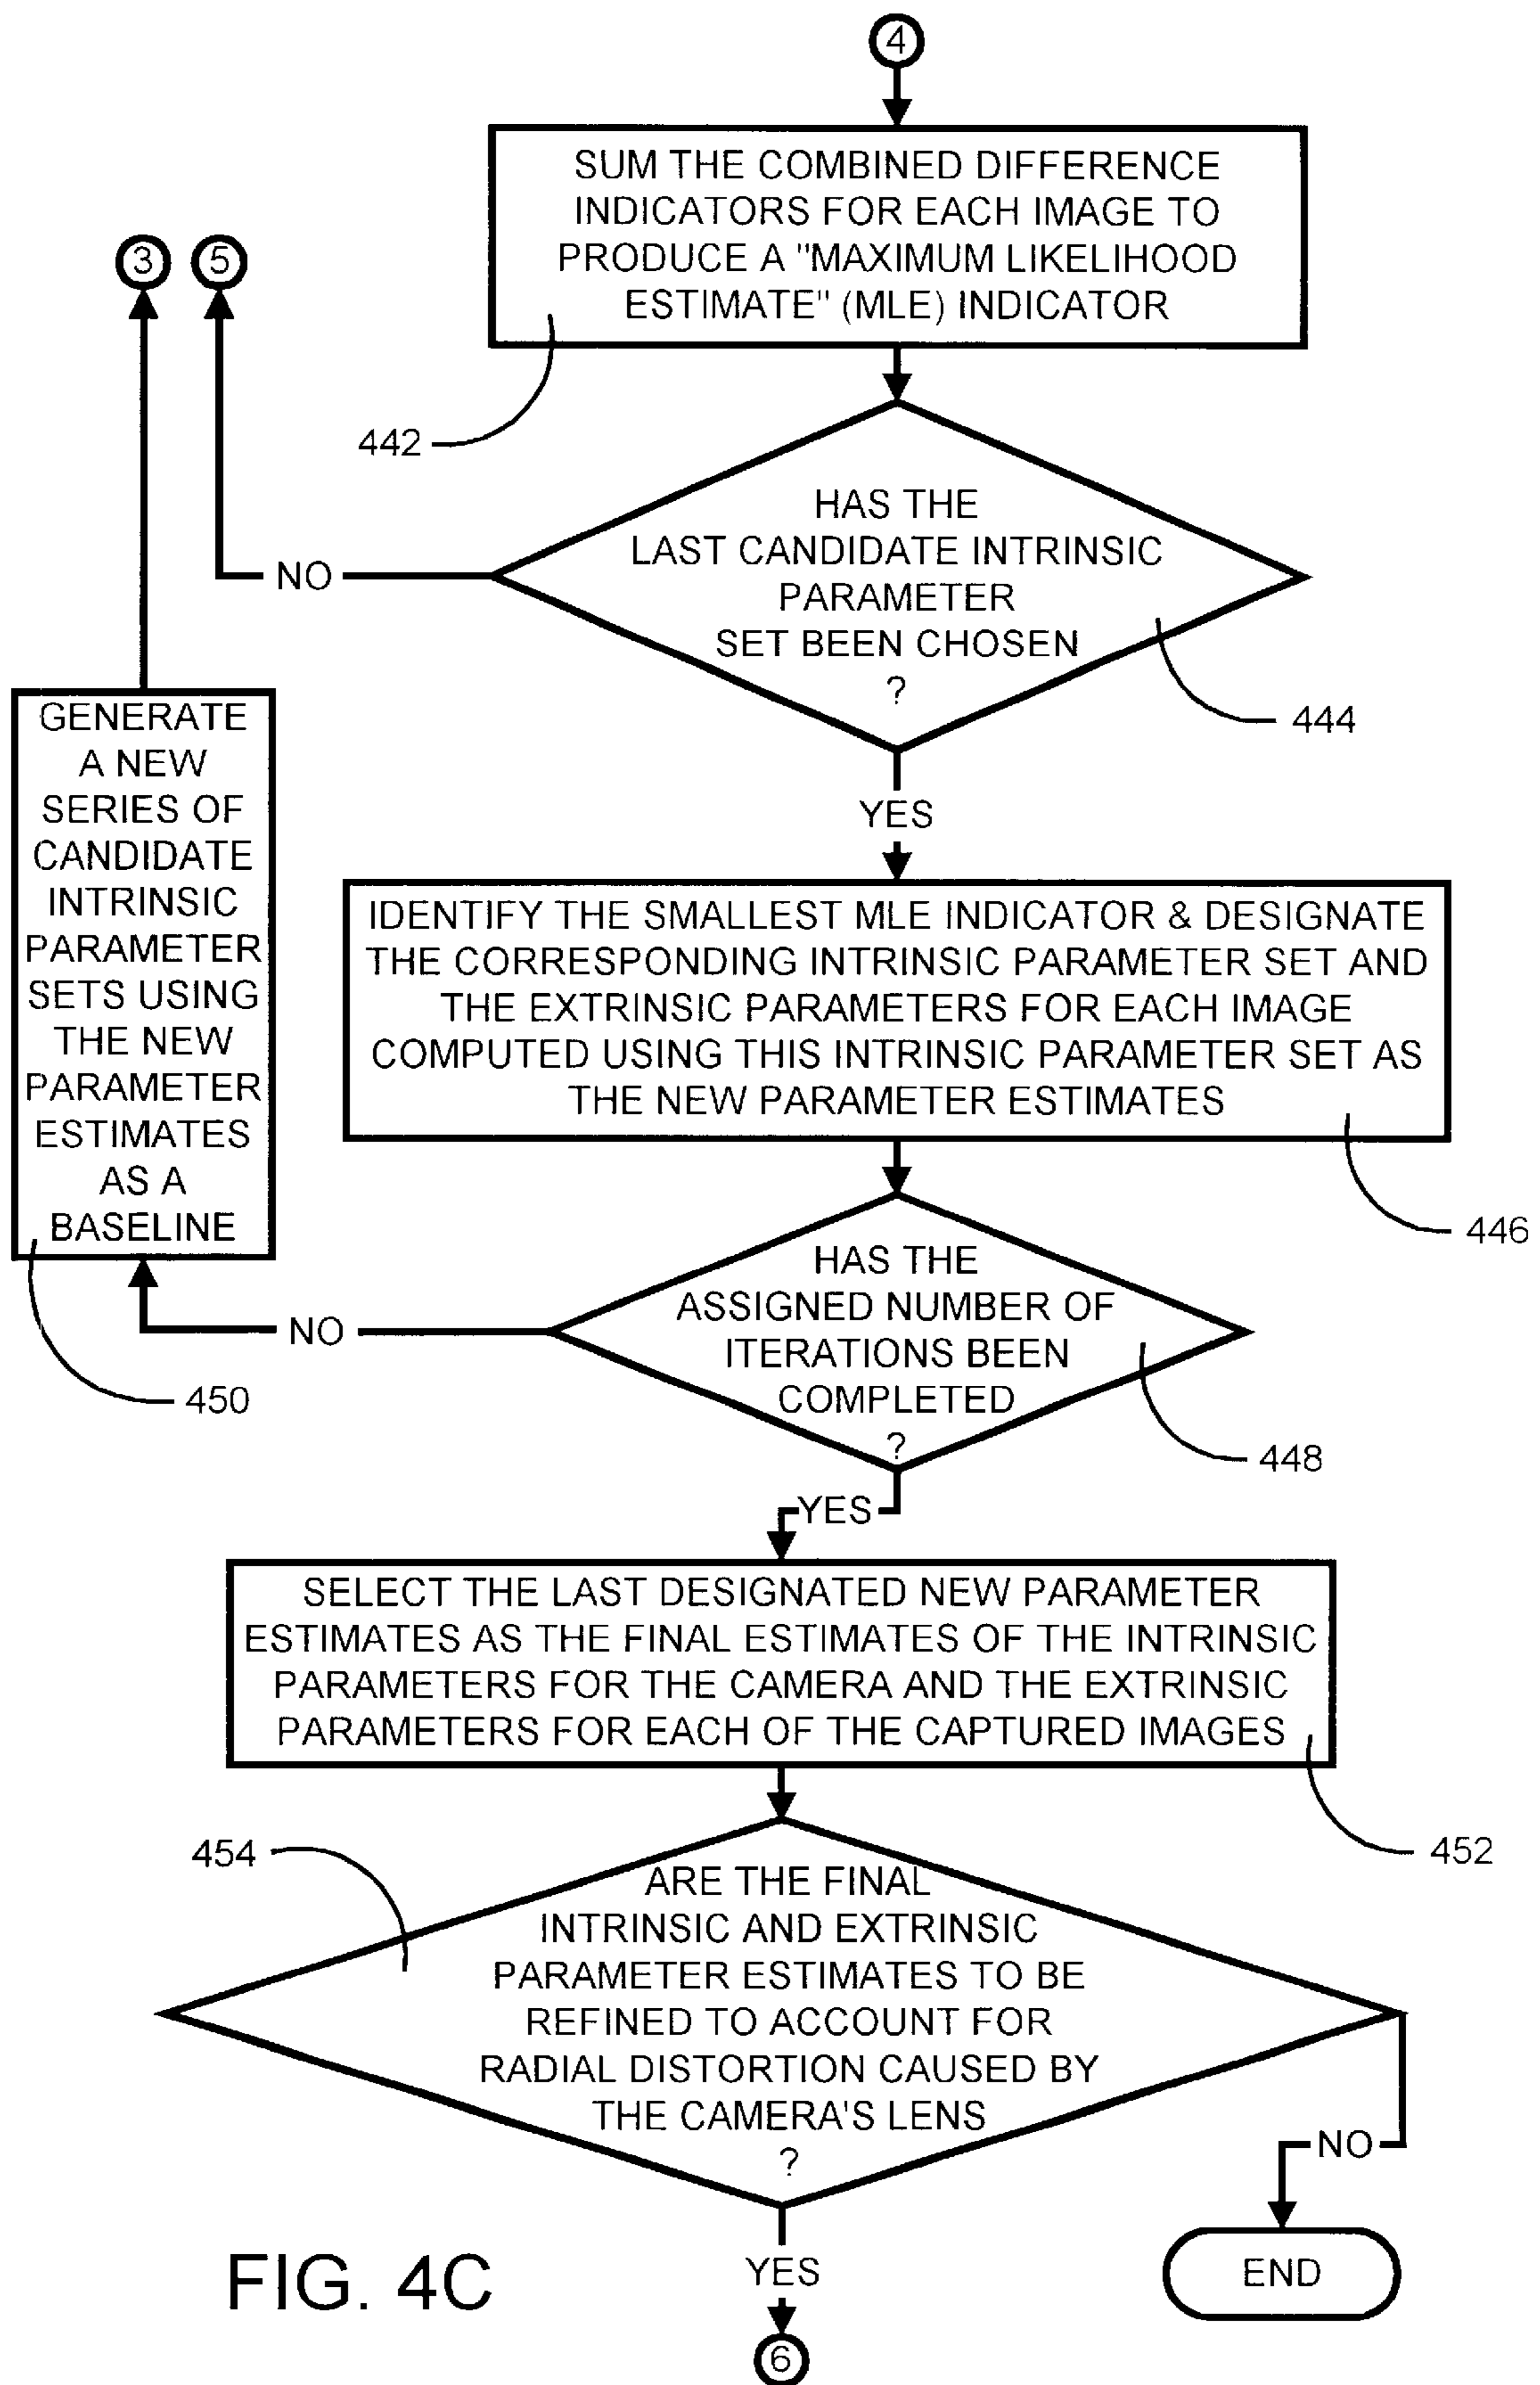 4
SUM THE COMBINED DIFFERENCE
INDICATORS FOR EACH IMAGE TO
PRODUCE A "MAXIMUM LIKELIHOOD
ESTIMATE" (MLE) INDICATOR
3
5
442
HAS THE
LAST CANDIDATE INTRINSIC
PARAMETER
SET BEEN CHOSEN
?
NO
444
YES
GENERATE
A NEW
SERIES OF
CANDIDATE
INTRINSIC
PARAMETER
SETS USING
THE NEW
PARAMETER
ESTIMATES
AS A
BASELINE
IDENTIFY THE SMALLEST MLE INDICATOR & DESIGNATE
THE CORRESPONDING INTRINSIC PARAMETER SET AND
THE EXTRINSIC PARAMETERS FOR EACH IMAGE
COMPUTED USING THIS INTRINSIC PARAMETER SET AS
THE NEW PARAMETER ESTIMATES
446
HAS THE
ASSIGNED NUMBER OF
ITERATIONS BEEN
COMPLETED
?
NO
450
448
YES
SELECT THE LAST DESIGNATED NEW PARAMETER
ESTIMATES AS THE FINAL ESTIMATES OF THE INTRINSIC
PARAMETERS FOR THE CAMERA AND THE EXTRINSIC
PARAMETERS FOR EACH OF THE CAPTURED IMAGES
452
454
ARE THE FINAL
INTRINSIC AND EXTRINSIC
PARAMETER ESTIMATES TO BE
REFINED TO ACCOUNT FOR
RADIAL DISTORTION CAUSED BY
THE CAMERA'S LENS
?
NO
END
YES
6
FIG. 4C